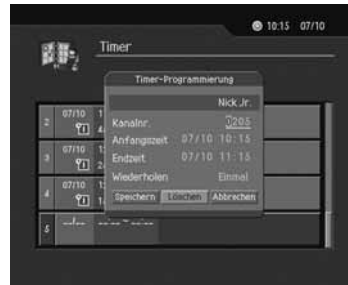 10:15 07/10
Timer
Timer-Programmierung
Nick Jr.
Kanalnr. 0205
Anfangszeit 07/10 10:15
Endzeit 07/10 11:15
Wiederholen Einmal
Speichern Löschen Abbrechen
2 07/10
3 07/10
4 07/10
5 --/-- --:-- ~ --:--